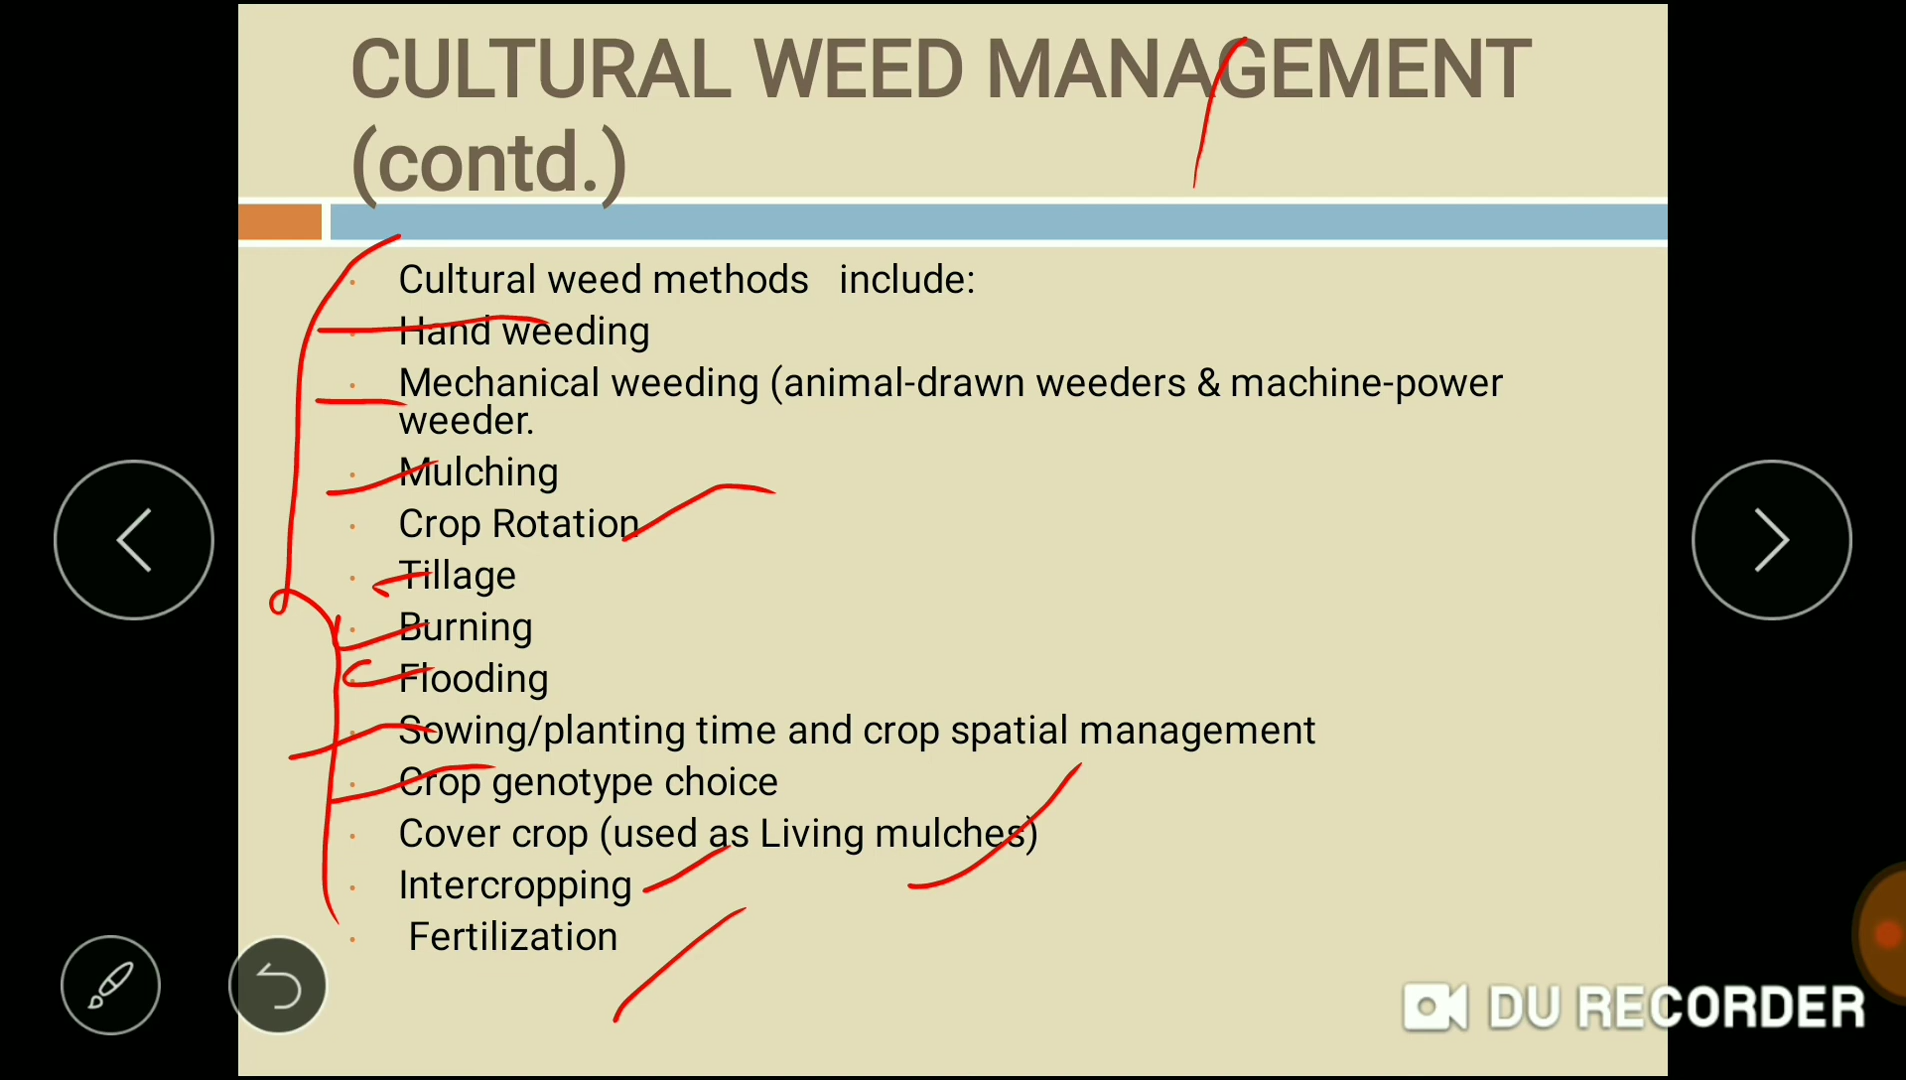 CULTURAL WEED MANAGEMENT
(contd.)
Cultural weed methods include:
Hand weeding
Mechanical weeding (animal-drawn weeders & machine-power
weeder.
Mulching
Crop Rotation
Tillage
Burning
Flooding
Sowing/planting time and crop spatial management
Crop genotype choice
Cover crop (used as Living mulches)
Intercropping
Fertilization
DU RECORDER